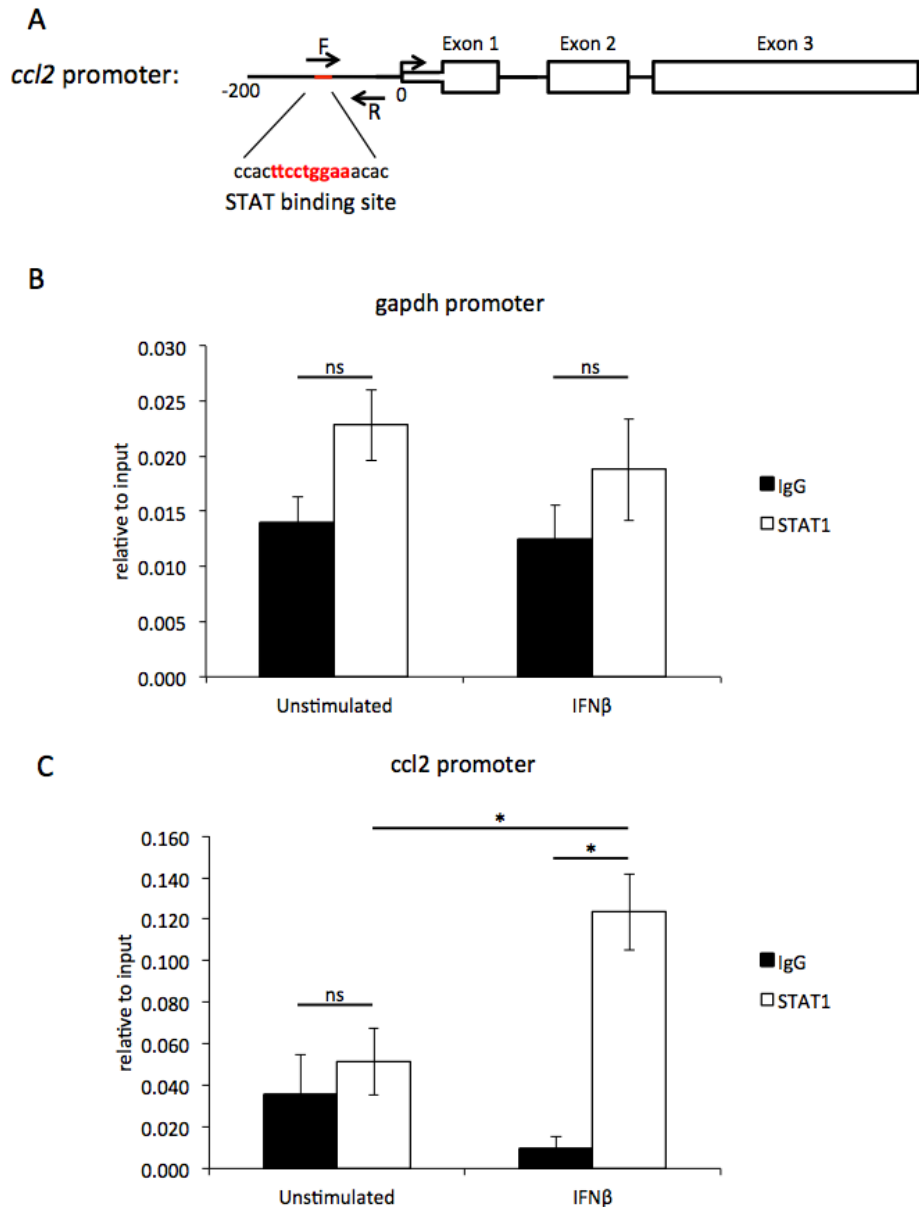 A
F
Exon 1 Exon 2 Exon 3
ccl2 promoter:
-200 0
R
ccacttcctggaaacac
STAT binding site
B
gapdh promoter
0.030
ns ns
0.025
0.020
IgG
0.015
STAT1
0.010
0.005
0.000
relative to input
Unstimulated IFNβ
C
ccl2 promoter
*
0.160
*
0.140
0.120
0.100
IgG
0.080
ns
STAT1
0.060
0.040
0.020
0.000
relative to input
Unstimulated IFNβ